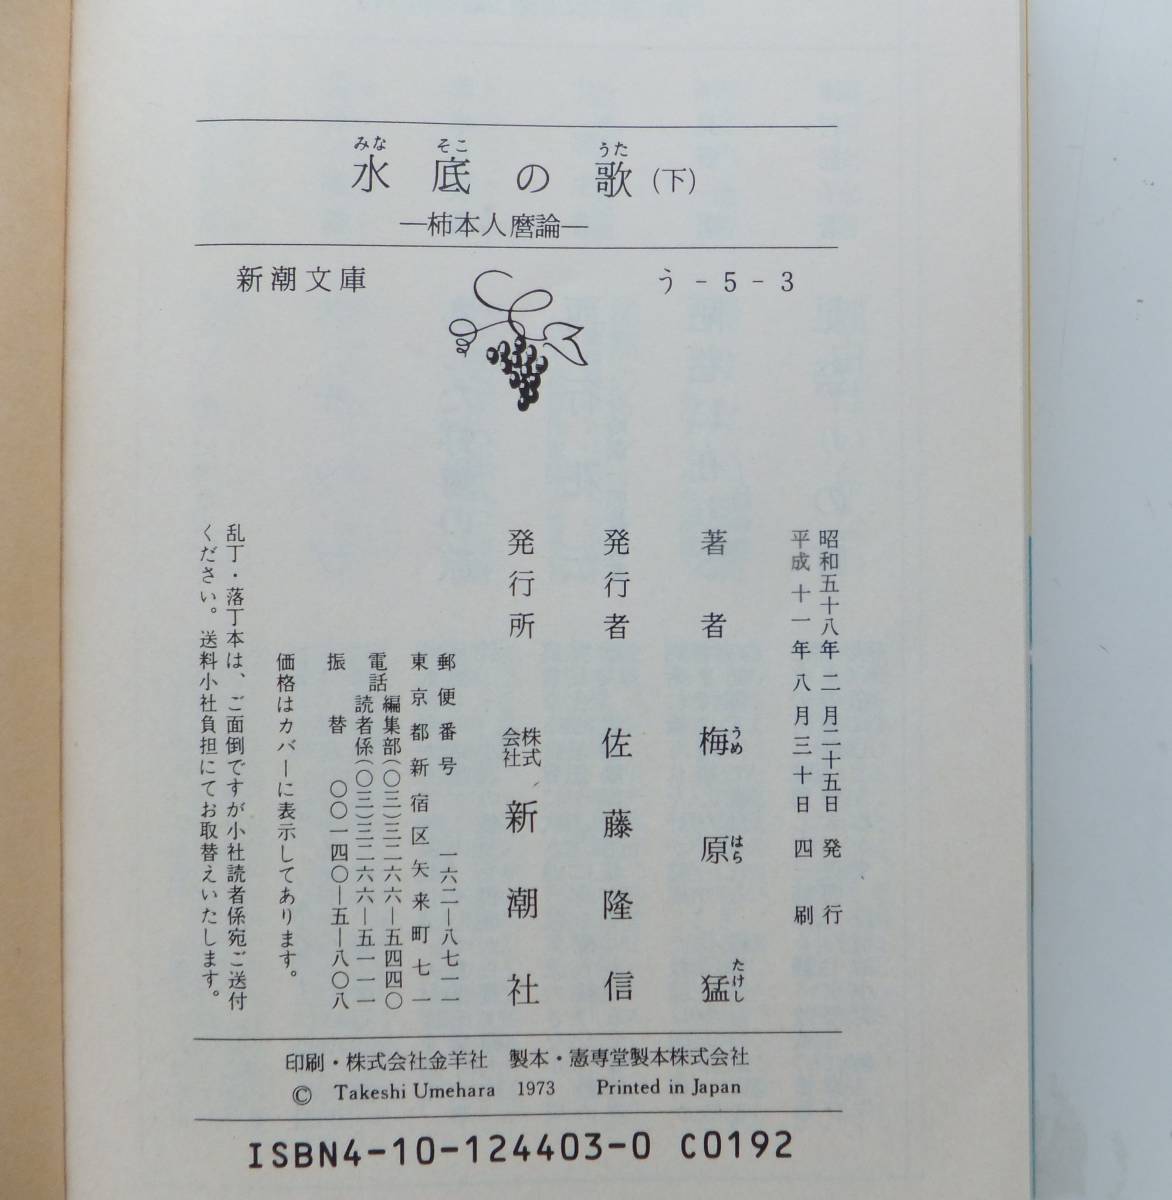 みな そこ うた
水底の歌(下)
—柿本人麿論—
新潮文庫 う-5-3
昭和五十八年二月二十五日発行
平成十一年八月三十日四刷
著者 梅原猛
うめ はら たけし
発行者 佐藤隆信
発行所 株式会社 新潮社
郵便番号 一六二—八七一一
東京都新宿区矢来町七一
電話 編集部(〇三)三二六六—五四四〇
読者係(〇三)三二六六—五一一一
振替 〇〇一四〇—五—八〇八
価格はカバーに表示してあります。
乱丁・落丁本は、ご面倒ですが小社読者係宛ご送付
ください。送料小社負担にてお取替えいたします。
印刷・株式会社金羊社 製本・憲専堂製本株式会社
© Takeshi Umehara 1973 Printed in Japan
ISBN4-10-124403-0 C0192